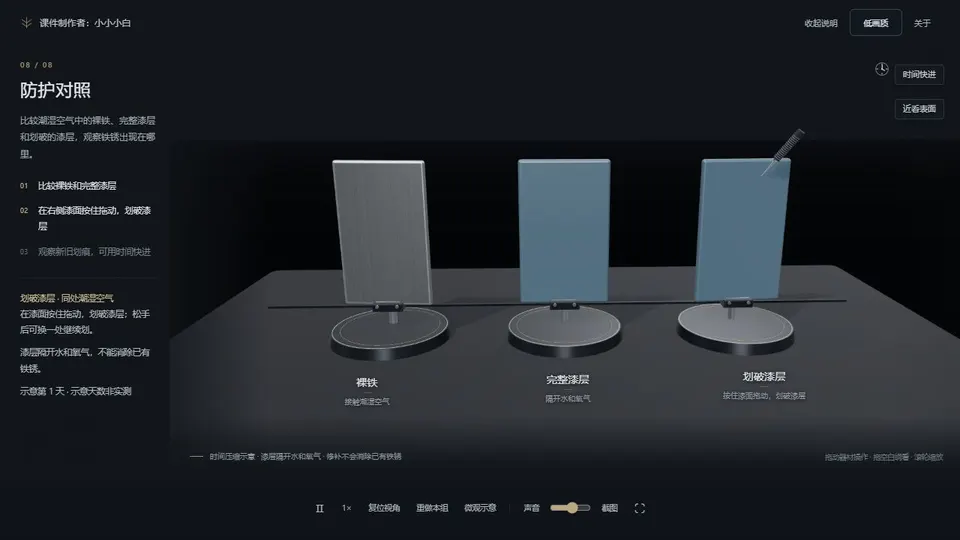 课件制作者：小小小白
收起说明
低画质
关于
08 / 08
防护对照
比较潮湿空气中的裸铁、完整漆层
和划破的漆层，观察铁锈出现在哪
里。
01 比较裸铁和完整漆层
02 在右侧漆面按住拖动，划破漆
层
03 观察新旧划痕，可用时间快进
划破漆层 · 同处潮湿空气
在漆面按住拖动，划破漆层；松手
后可换一处继续划。
漆层隔开水和氧气，不能消除已有
铁锈。
示意第 1 天 · 示意天数非实测
时间快进
近看表面
裸铁
接触潮湿空气
完整漆层
隔开水和氧气
划破漆层
按住漆面拖动，划破漆层
时间压缩示意 · 漆层隔开水和氧气 · 修补不会消除已有铁锈
拖动器材操作 · 拖空白绕看 · 滚轮缩放
1×
复位视角
重做本组
微观示意
声音
截图